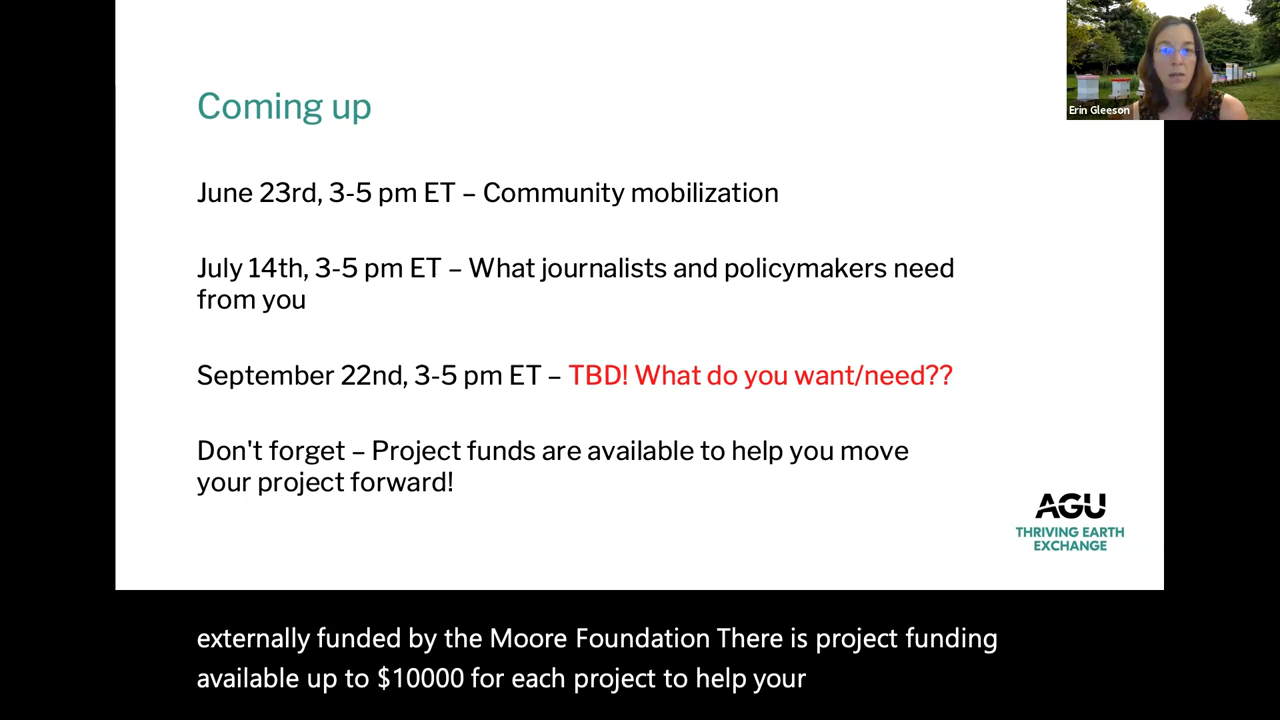 Erin Gleeson
Coming up
June 23rd, 3-5 pm ET – Community mobilization
July 14th, 3-5 pm ET – What journalists and policymakers need
from you
September 22nd, 3-5 pm ET – TBD! What do you want/need??
Don't forget – Project funds are available to help you move
your project forward!
AGU
THRIVING EARTH
EXCHANGE
externally funded by the Moore Foundation There is project funding
available up to $10000 for each project to help your